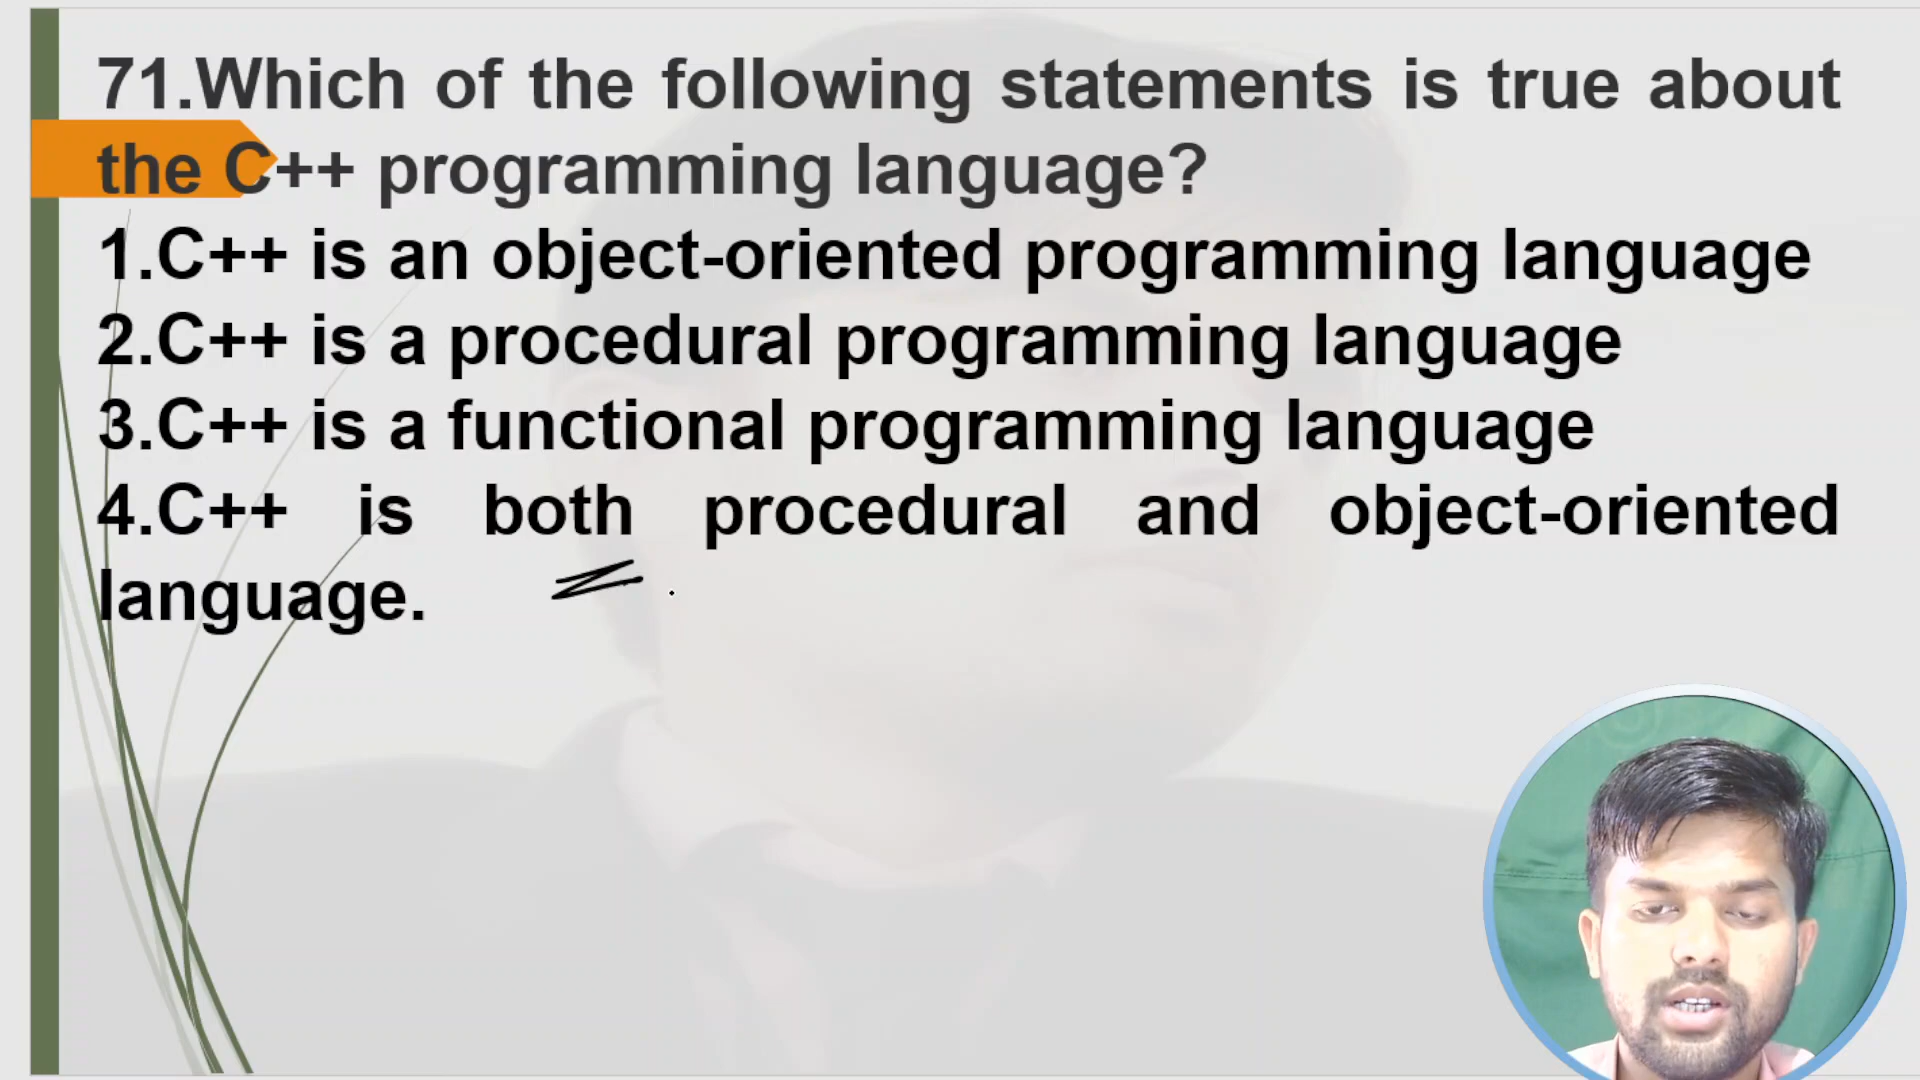 71.Which of the following statements is true about
the C++ programming language?
1.C++ is an object-oriented programming language
2.C++ is a procedural programming language
3.C++ is a functional programming language
4.C++ is both procedural and object-oriented
language.